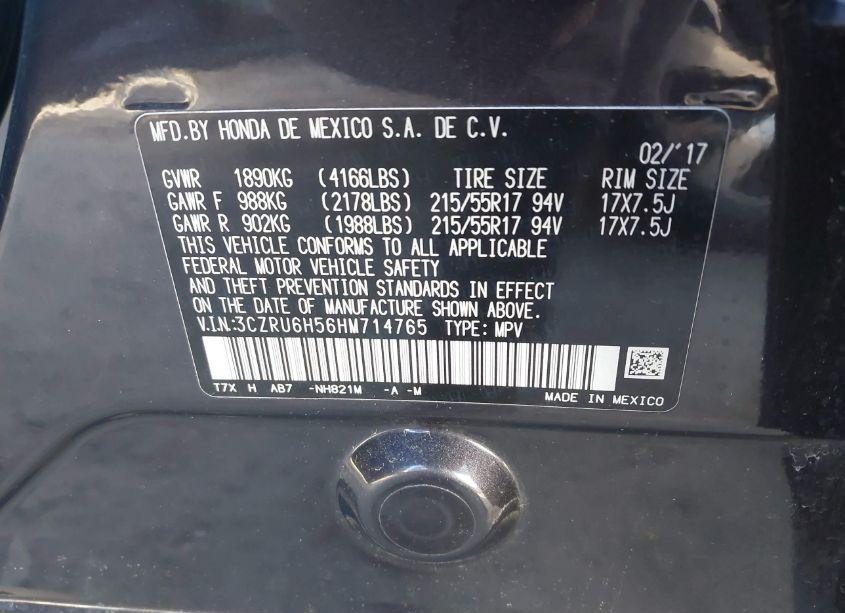 MFD.BY HONDA DE MEXICO S.A. DE C.V.
02/'17
GVWR 1890KG (4166LBS) TIRE SIZE RIM SIZE
GAWR F 988KG (2178LBS) 215/55R17 94V 17X7.5J
GAWR R 902KG (1988LBS) 215/55R17 94V 17X7.5J
THIS VEHICLE CONFORMS TO ALL APPLICABLE
FEDERAL MOTOR VEHICLE SAFETY
AND THEFT PREVENTION STANDARDS IN EFFECT
ON THE DATE OF MANUFACTURE SHOWN ABOVE.
V.I.N:3CZRU6H56HM714765 TYPE: MPV
T7X H AB7 -NH821M -A -M
MADE IN MEXICO